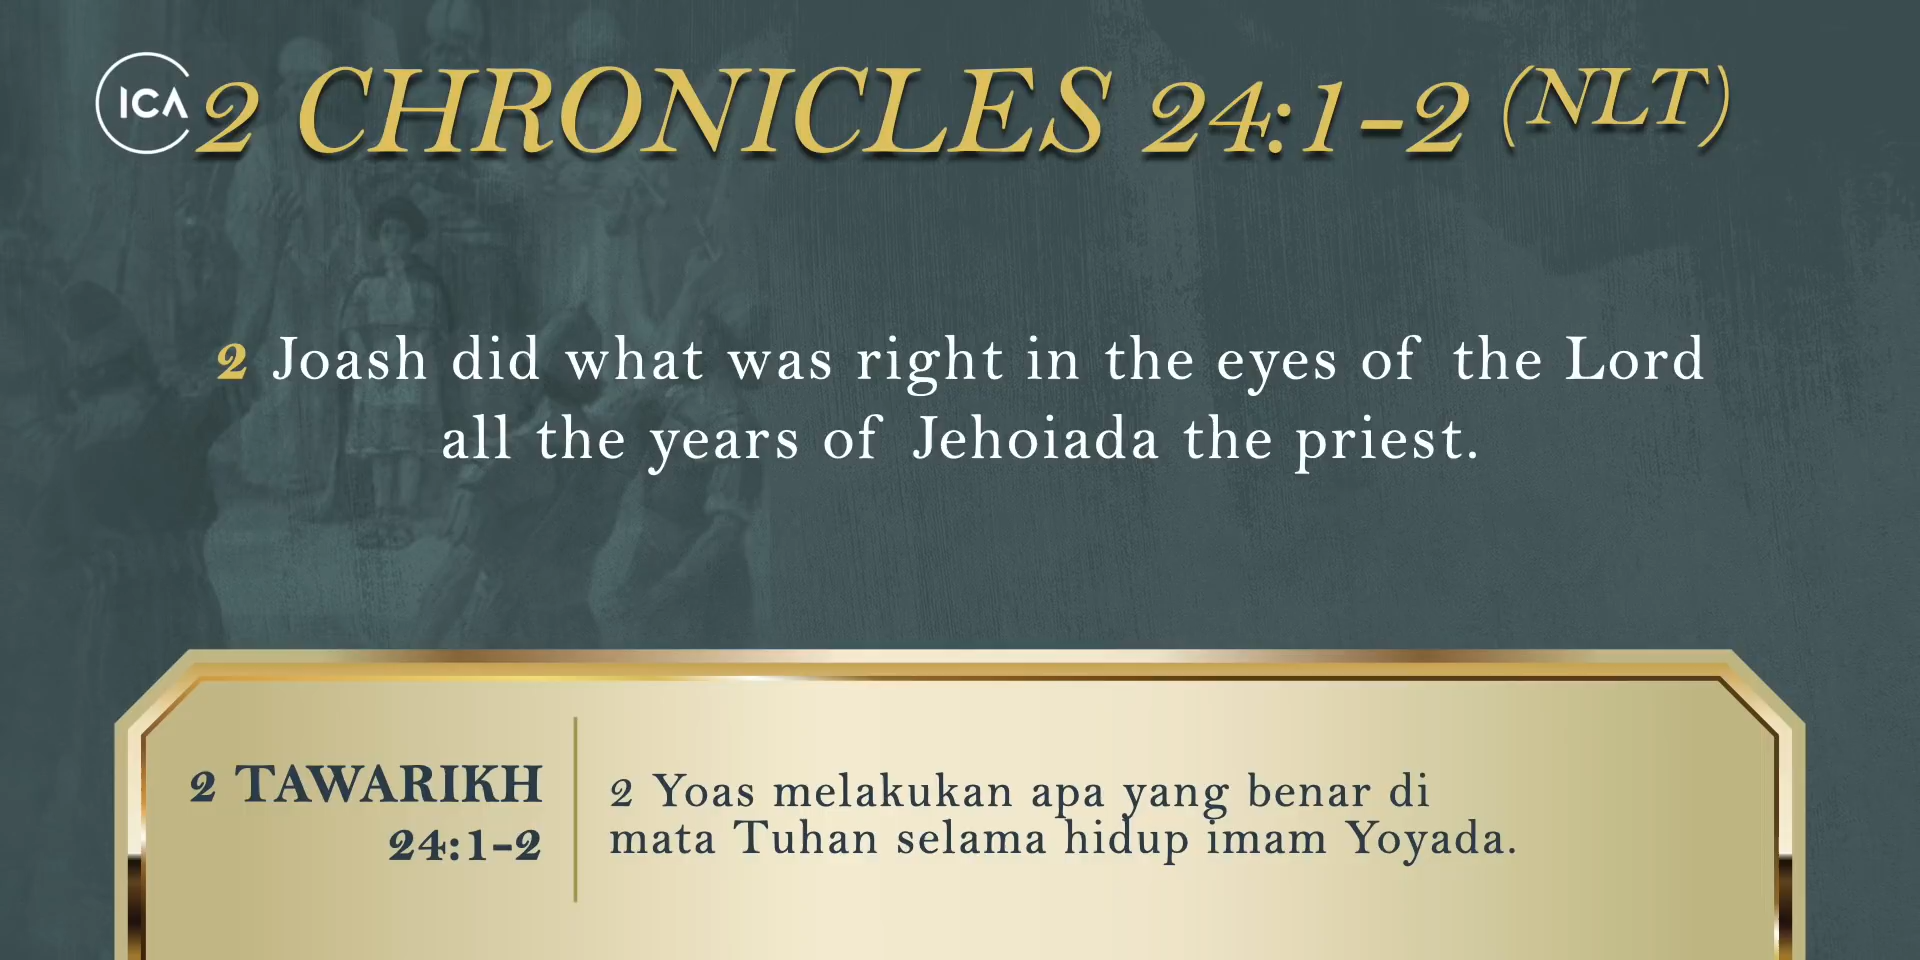 ICA
2 CHRONICLES 24:1-2 (NLT)
2 Joash did what was right in the eyes of the Lord
all the years of Jehoiada the priest.
2 TAWARIKH
24:1-2
2 Yoas melakukan apa yang benar di
mata Tuhan selama hidup imam Yoyada.